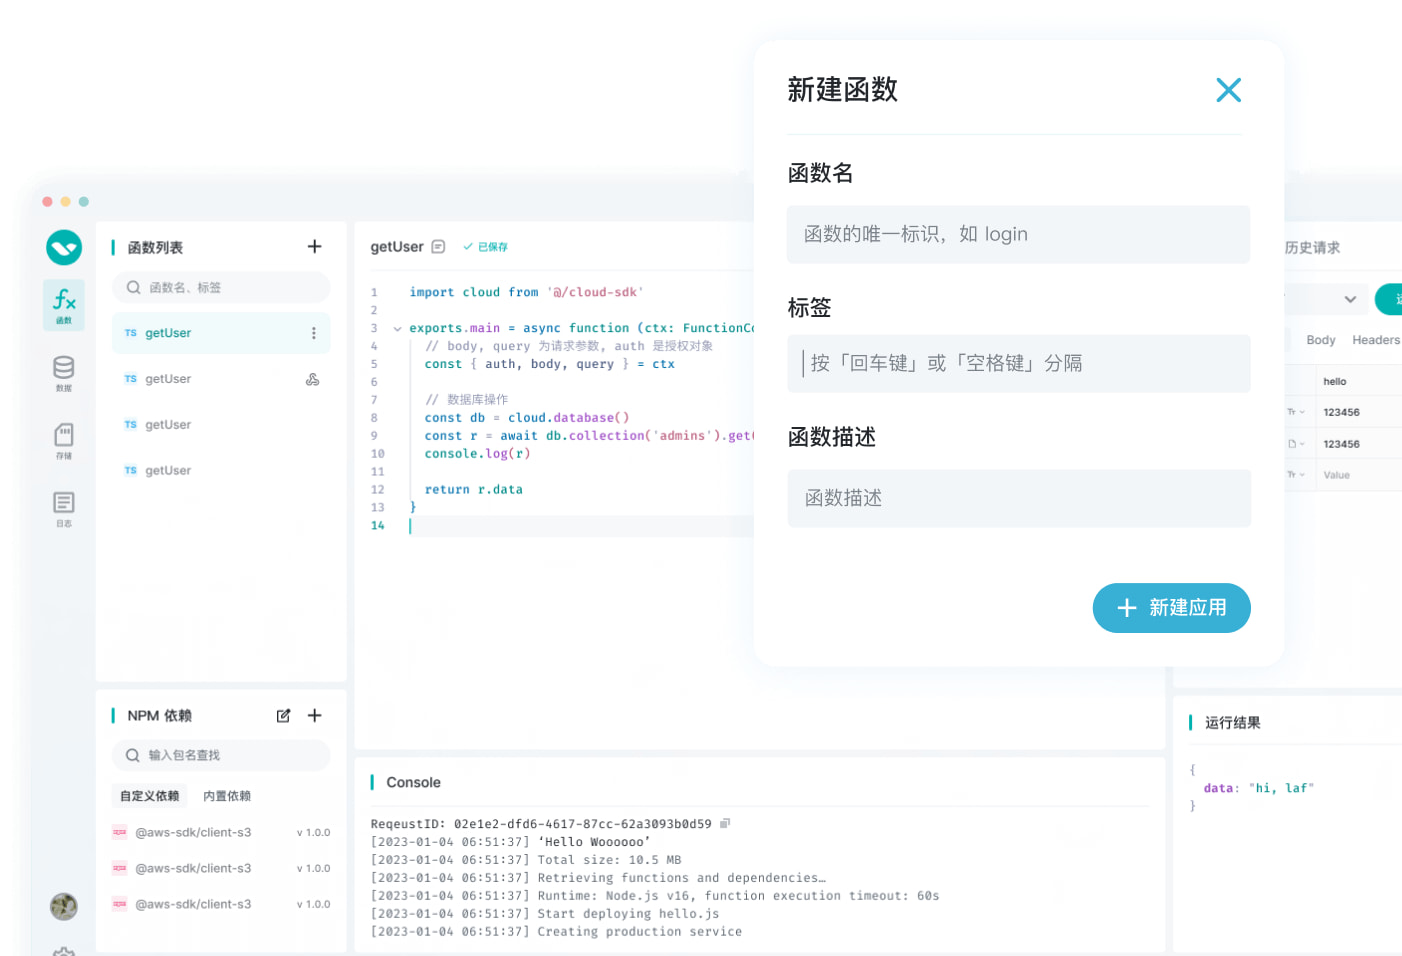 新建函数
函数名
函数的唯一标识，如 login
标签
按「回车键」或「空格键」分隔
函数描述
函数描述
新建应用
函数
数据
存储
日志
函数列表
函数名、标签
TS getUser
TS getUser
TS getUser
TS getUser
NPM 依赖
输入包名查找
自定义依赖 内置依赖
@aws-sdk/client-s3 v 1.0.0
@aws-sdk/client-s3 v 1.0.0
@aws-sdk/client-s3 v 1.0.0
getUser 已保存
1 import cloud from '@/cloud-sdk'
2
3 exports.main = async function (ctx: FunctionCo
4 // body, query 为请求参数, auth 是授权对象
5 const { auth, body, query } = ctx
6
7 // 数据库操作
8 const db = cloud.database()
9 const r = await db.collection('admins').get(
10 console.log(r)
11
12 return r.data
13 }
14
Console
ReqeustID: 02e1e2-dfd6-4617-87cc-62a3093b0d59
[2023-01-04 06:51:37] ‘Hello Woooooo’
[2023-01-04 06:51:37] Total size: 10.5 MB
[2023-01-04 06:51:37] Retrieving functions and dependencies…
[2023-01-04 06:51:37] Runtime: Node.js v16, function execution timeout: 60s
[2023-01-04 06:51:37] Start deploying hello.js
[2023-01-04 06:51:37] Creating production service
历史请求
Body Headers
hello
Tr 123456
123456
Tr Value
运行结果
{
data: "hi, laf"
}